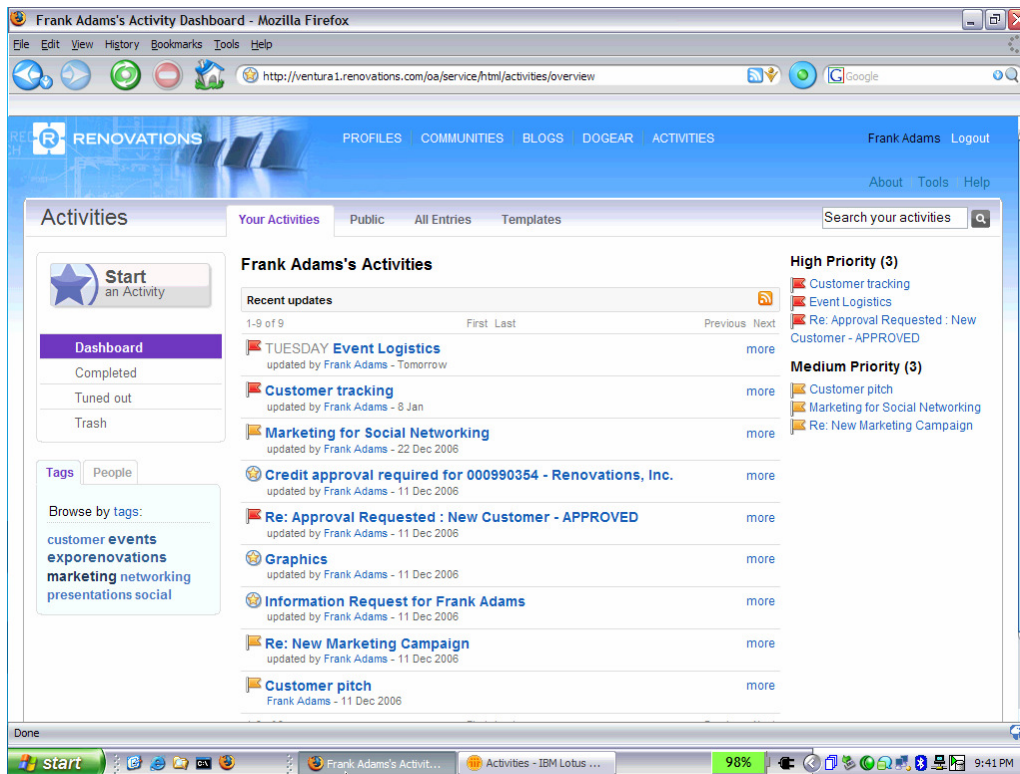 Frank Adams's Activity Dashboard - Mozilla Firefox
File Edit View History Bookmarks Tools Help
http://ventura1.renovations.com/oa/service/html/activities/overview
G Google
R RENOVATIONS
PROFILES COMMUNITIES BLOGS DOGEAR ACTIVITIES
Frank Adams Logout
About Tools Help
Activities
Your Activities Public All Entries Templates
Search your activities
Start
an Activity
Dashboard
Completed
Tuned out
Trash
Tags People
Browse by tags:
customer events
exporenovations
marketing networking
presentations social
Frank Adams's Activities
Recent updates
1-9 of 9 First Last Previous Next
TUESDAY Event Logistics more
updated by Frank Adams - Tomorrow
Customer tracking more
updated by Frank Adams - 8 Jan
Marketing for Social Networking more
updated by Frank Adams - 22 Dec 2006
Credit approval required for 000990354 - Renovations, Inc. more
updated by Frank Adams - 11 Dec 2006
Re: Approval Requested : New Customer - APPROVED more
updated by Frank Adams - 11 Dec 2006
Graphics more
updated by Frank Adams - 11 Dec 2006
Information Request for Frank Adams more
updated by Frank Adams - 11 Dec 2006
Re: New Marketing Campaign more
updated by Frank Adams - 11 Dec 2006
Customer pitch more
Frank Adams - 11 Dec 2006
High Priority (3)
Customer tracking
Event Logistics
Re: Approval Requested : New
Customer - APPROVED
Medium Priority (3)
Customer pitch
Marketing for Social Networking
Re: New Marketing Campaign
Done
start
Frank Adams's Activit...
Activities - IBM Lotus ...
98%
9:41 PM